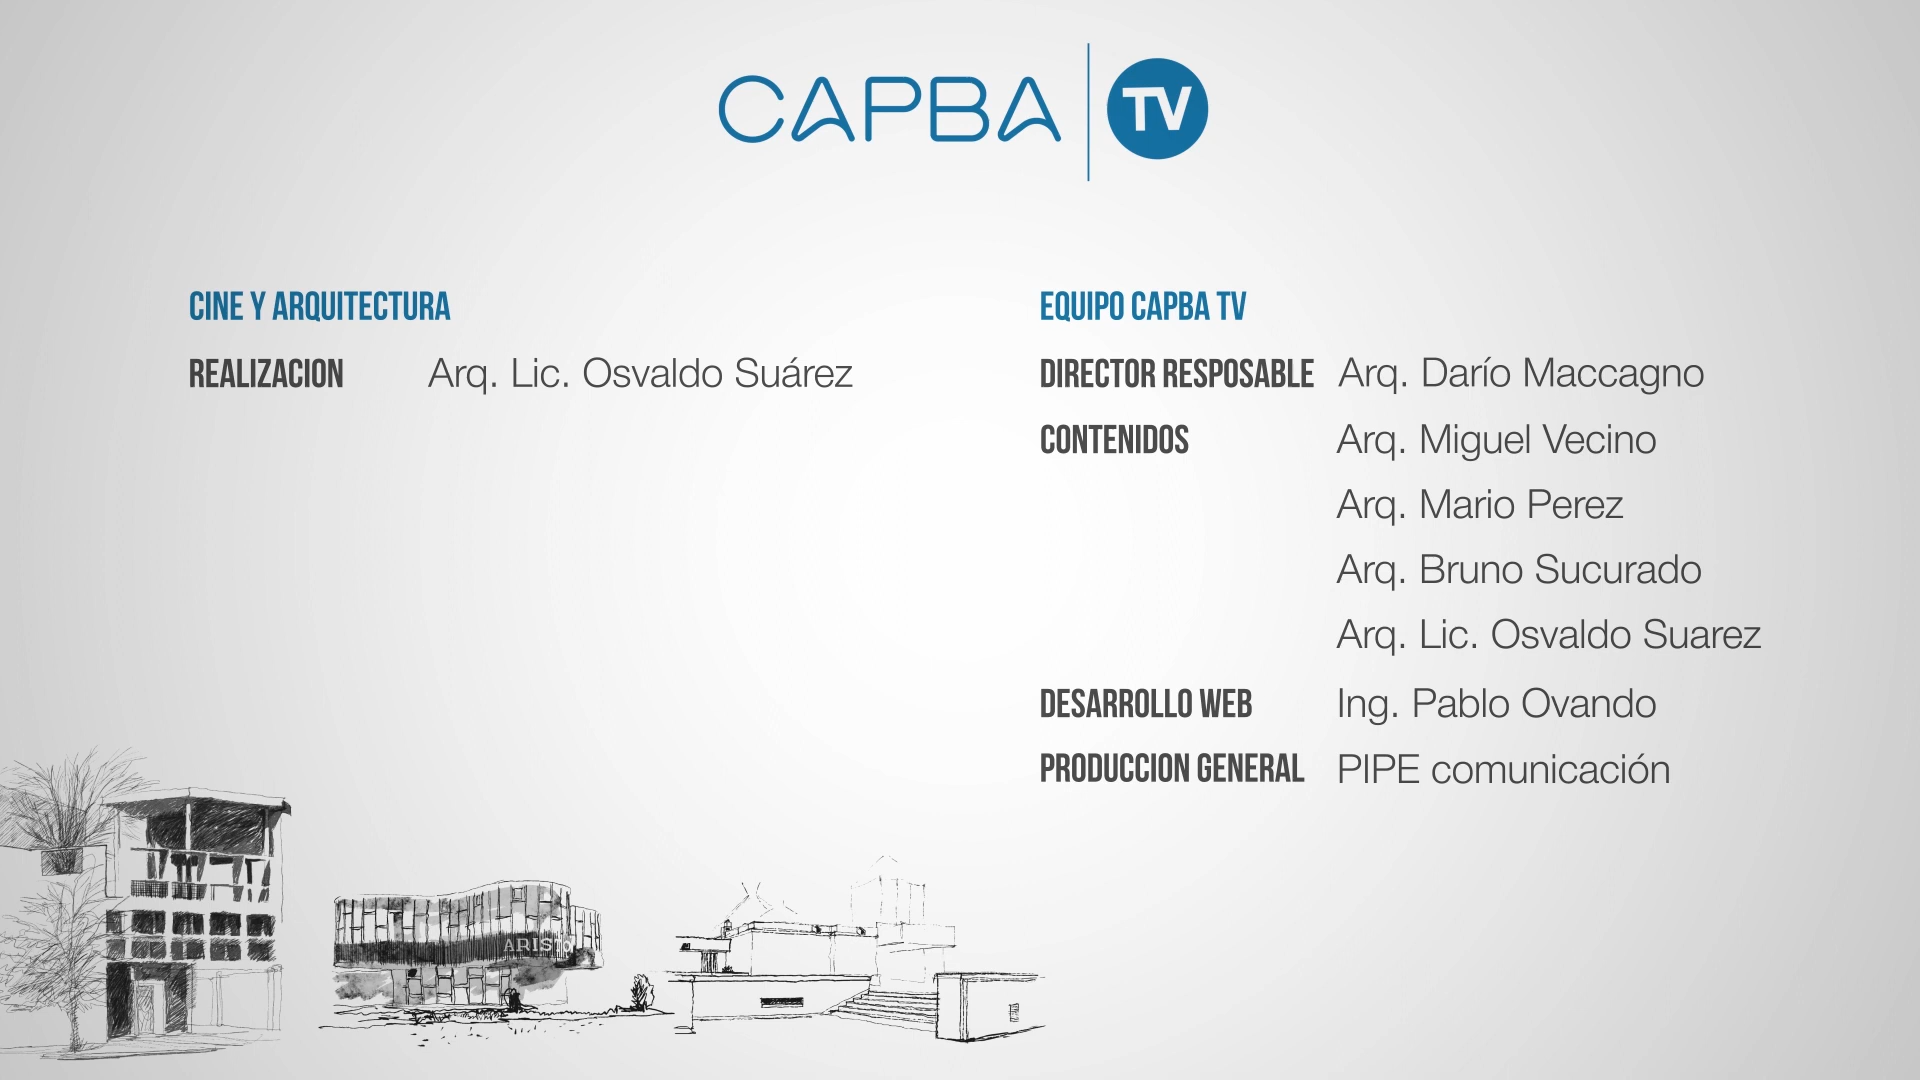 CAPBA TV
CINE Y ARQUITECTURA
REALIZACION Arq. Lic. Osvaldo Suárez
EQUIPO CAPBA TV
DIRECTOR RESPOSABLE Arq. Darío Maccagno
CONTENIDOS Arq. Miguel Vecino
Arq. Mario Perez
Arq. Bruno Sucurado
Arq. Lic. Osvaldo Suarez
DESARROLLO WEB Ing. Pablo Ovando
PRODUCCION GENERAL PIPE comunicación
ARISTO